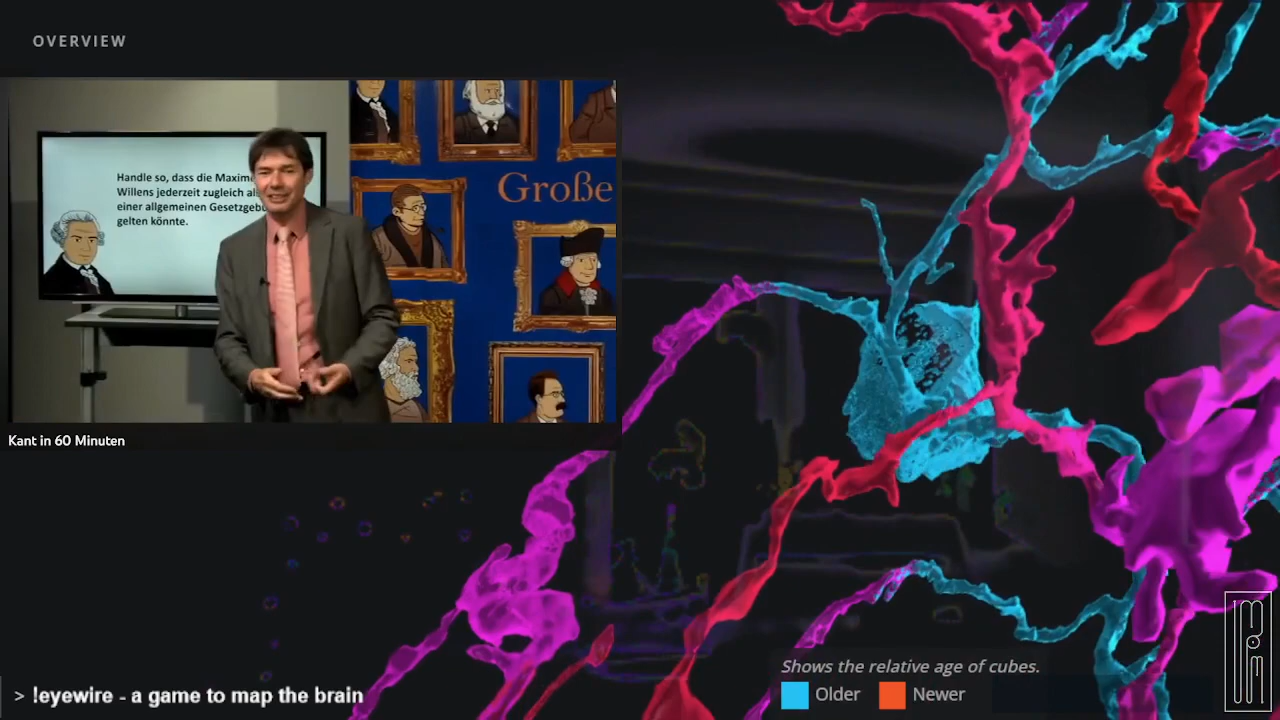 OVERVIEW
Handle so, dass die Maxim
Willens jederzeit zugleich al
einer allgemeinen Gesetzgebu
gelten könnte.
Große
Kant in 60 Minuten
Shows the relative age of cubes.
Older Newer
> !eyewire - a game to map the brain